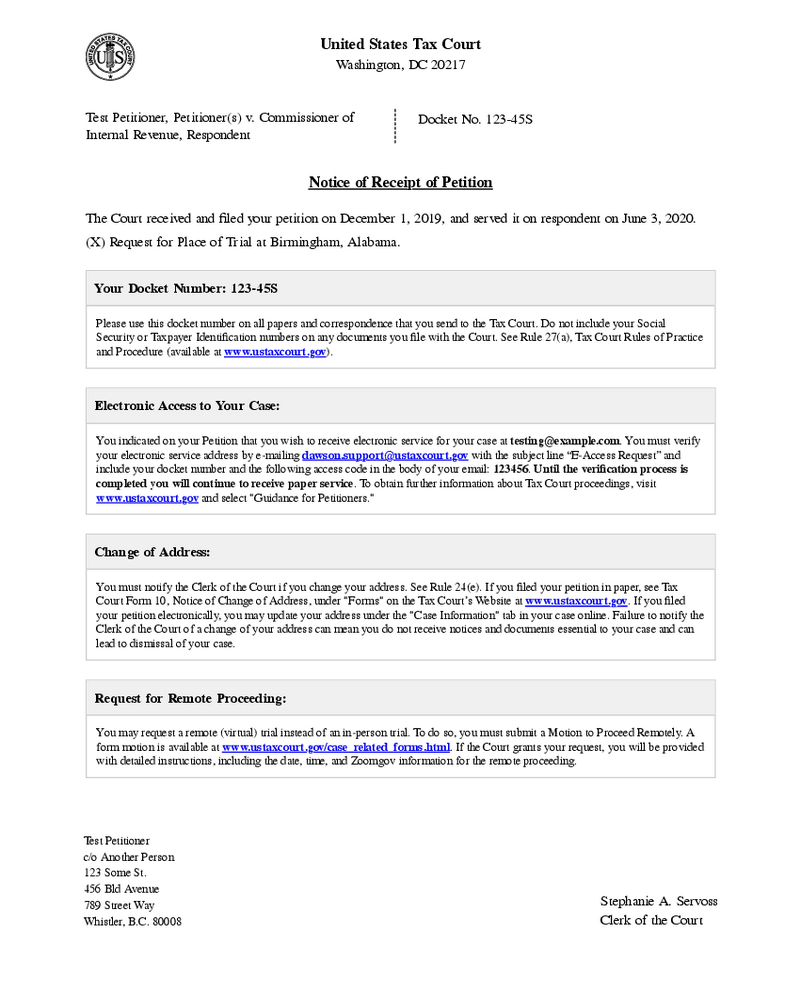 UNITED STATES TAX COURT
US
United States Tax Court
Washington, DC 20217
Test Petitioner, Petitioner(s) v. Commissioner of
Internal Revenue, Respondent
Docket No. 123-45S
Notice of Receipt of Petition
The Court received and filed your petition on December 1, 2019, and served it on respondent on June 3, 2020.
(X) Request for Place of Trial at Birmingham, Alabama.
Your Docket Number: 123-45S
Please use this docket number on all papers and correspondence that you send to the Tax Court. Do not include your Social
Security or Taxpayer Identification numbers on any documents you file with the Court. See Rule 27(a), Tax Court Rules of Practice
and Procedure (available at www.ustaxcourt.gov).
Electronic Access to Your Case:
You indicated on your Petition that you wish to receive electronic service for your case at testing@example.com. You must verify
your electronic service address by e-mailing dawson.support@ustaxcourt.gov with the subject line “E-Access Request” and
include your docket number and the following access code in the body of your email: 123456. Until the verification process is
completed you will continue to receive paper service. To obtain further information about Tax Court proceedings, visit
www.ustaxcourt.gov and select "Guidance for Petitioners."
Change of Address:
You must notify the Clerk of the Court if you change your address. See Rule 24(e). If you filed your petition in paper, see Tax
Court Form 10, Notice of Change of Address, under "Forms" on the Tax Court's Website at www.ustaxcourt.gov. If you filed
your petition electronically, you may update your address under the "Case Information" tab in your case online. Failure to notify the
Clerk of the Court of a change of your address can mean you do not receive notices and documents essential to your case and can
lead to dismissal of your case.
Request for Remote Proceeding:
You may request a remote (virtual) trial instead of an in-person trial. To do so, you must submit a Motion to Proceed Remotely. A
form motion is available at www.ustaxcourt.gov/case_related_forms.html. If the Court grants your request, you will be provided
with detailed instructions, including the date, time, and Zoomgov information for the remote proceeding.
Test Petitioner
c/o Another Person
123 Some St.
456 Bld Avenue
789 Street Way
Whistler, B.C. 80008
Stephanie A. Servoss
Clerk of the Court